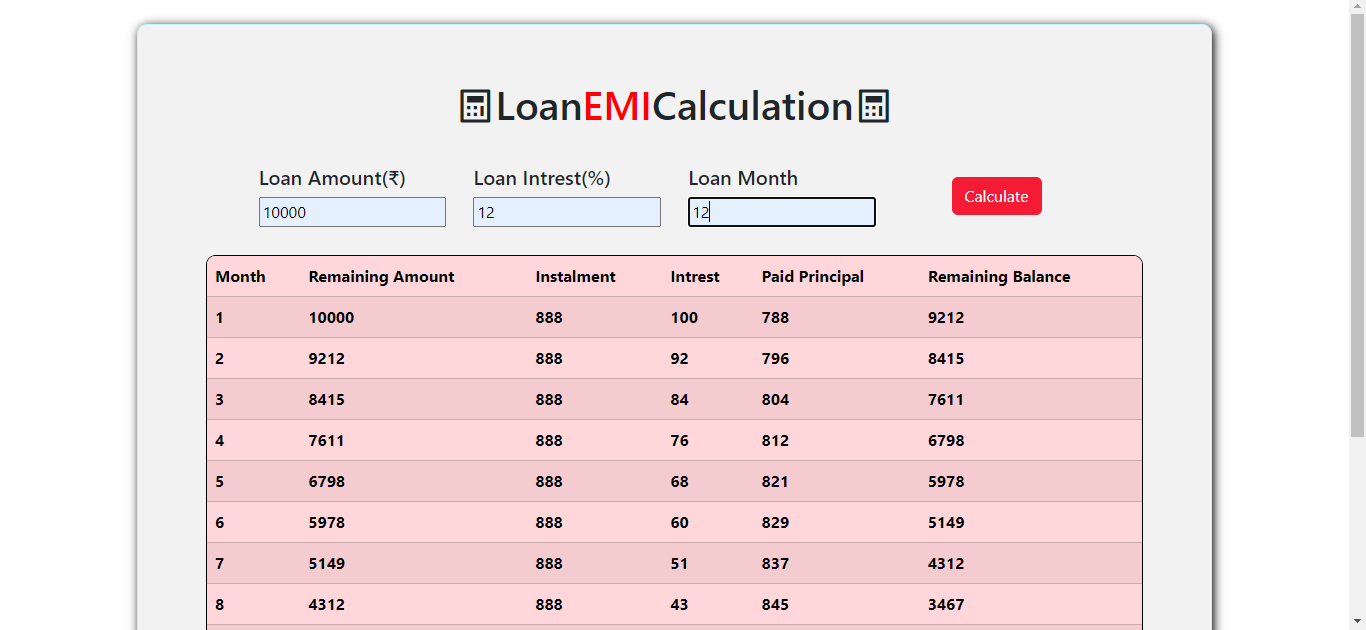 LoanEMICalculation
Loan Amount(₹) Loan Intrest(%) Loan Month
10000 12 12 Calculate
Month Remaining Amount Instalment Intrest Paid Principal Remaining Balance
1 10000 888 100 788 9212
2 9212 888 92 796 8415
3 8415 888 84 804 7611
4 7611 888 76 812 6798
5 6798 888 68 821 5978
6 5978 888 60 829 5149
7 5149 888 51 837 4312
8 4312 888 43 845 3467